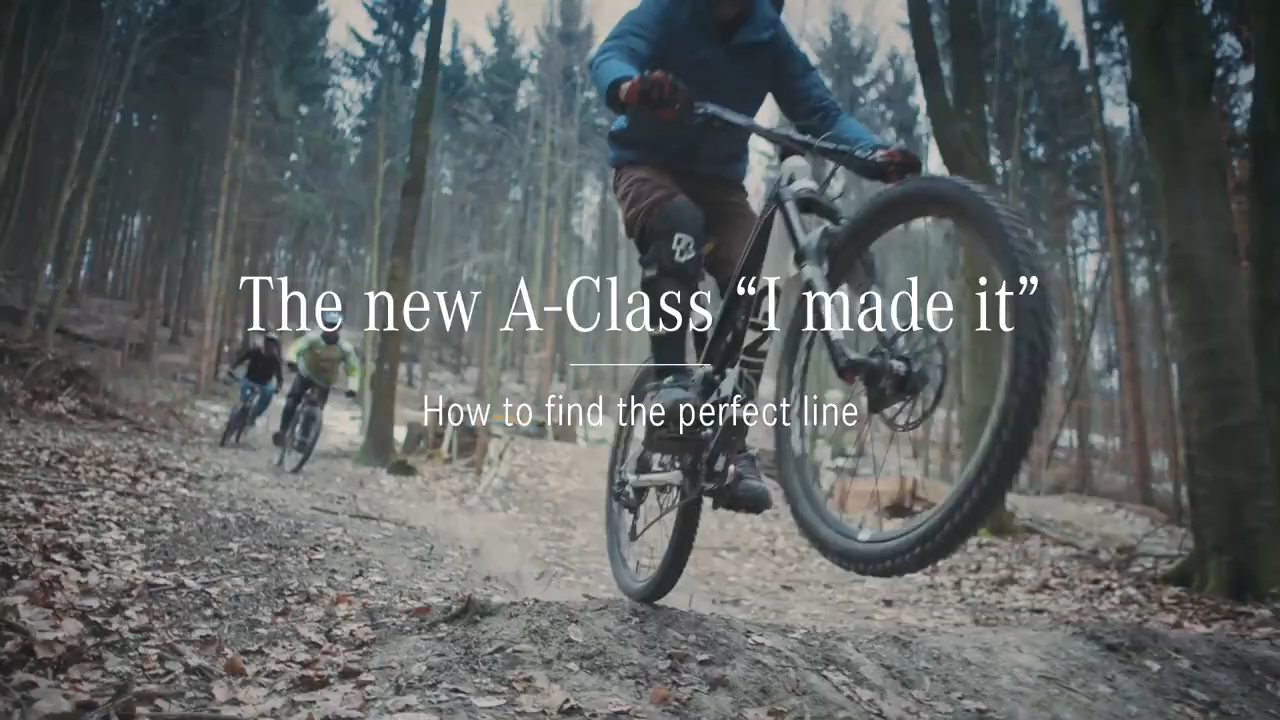 The new A-Class “I made it”
How to find the perfect line